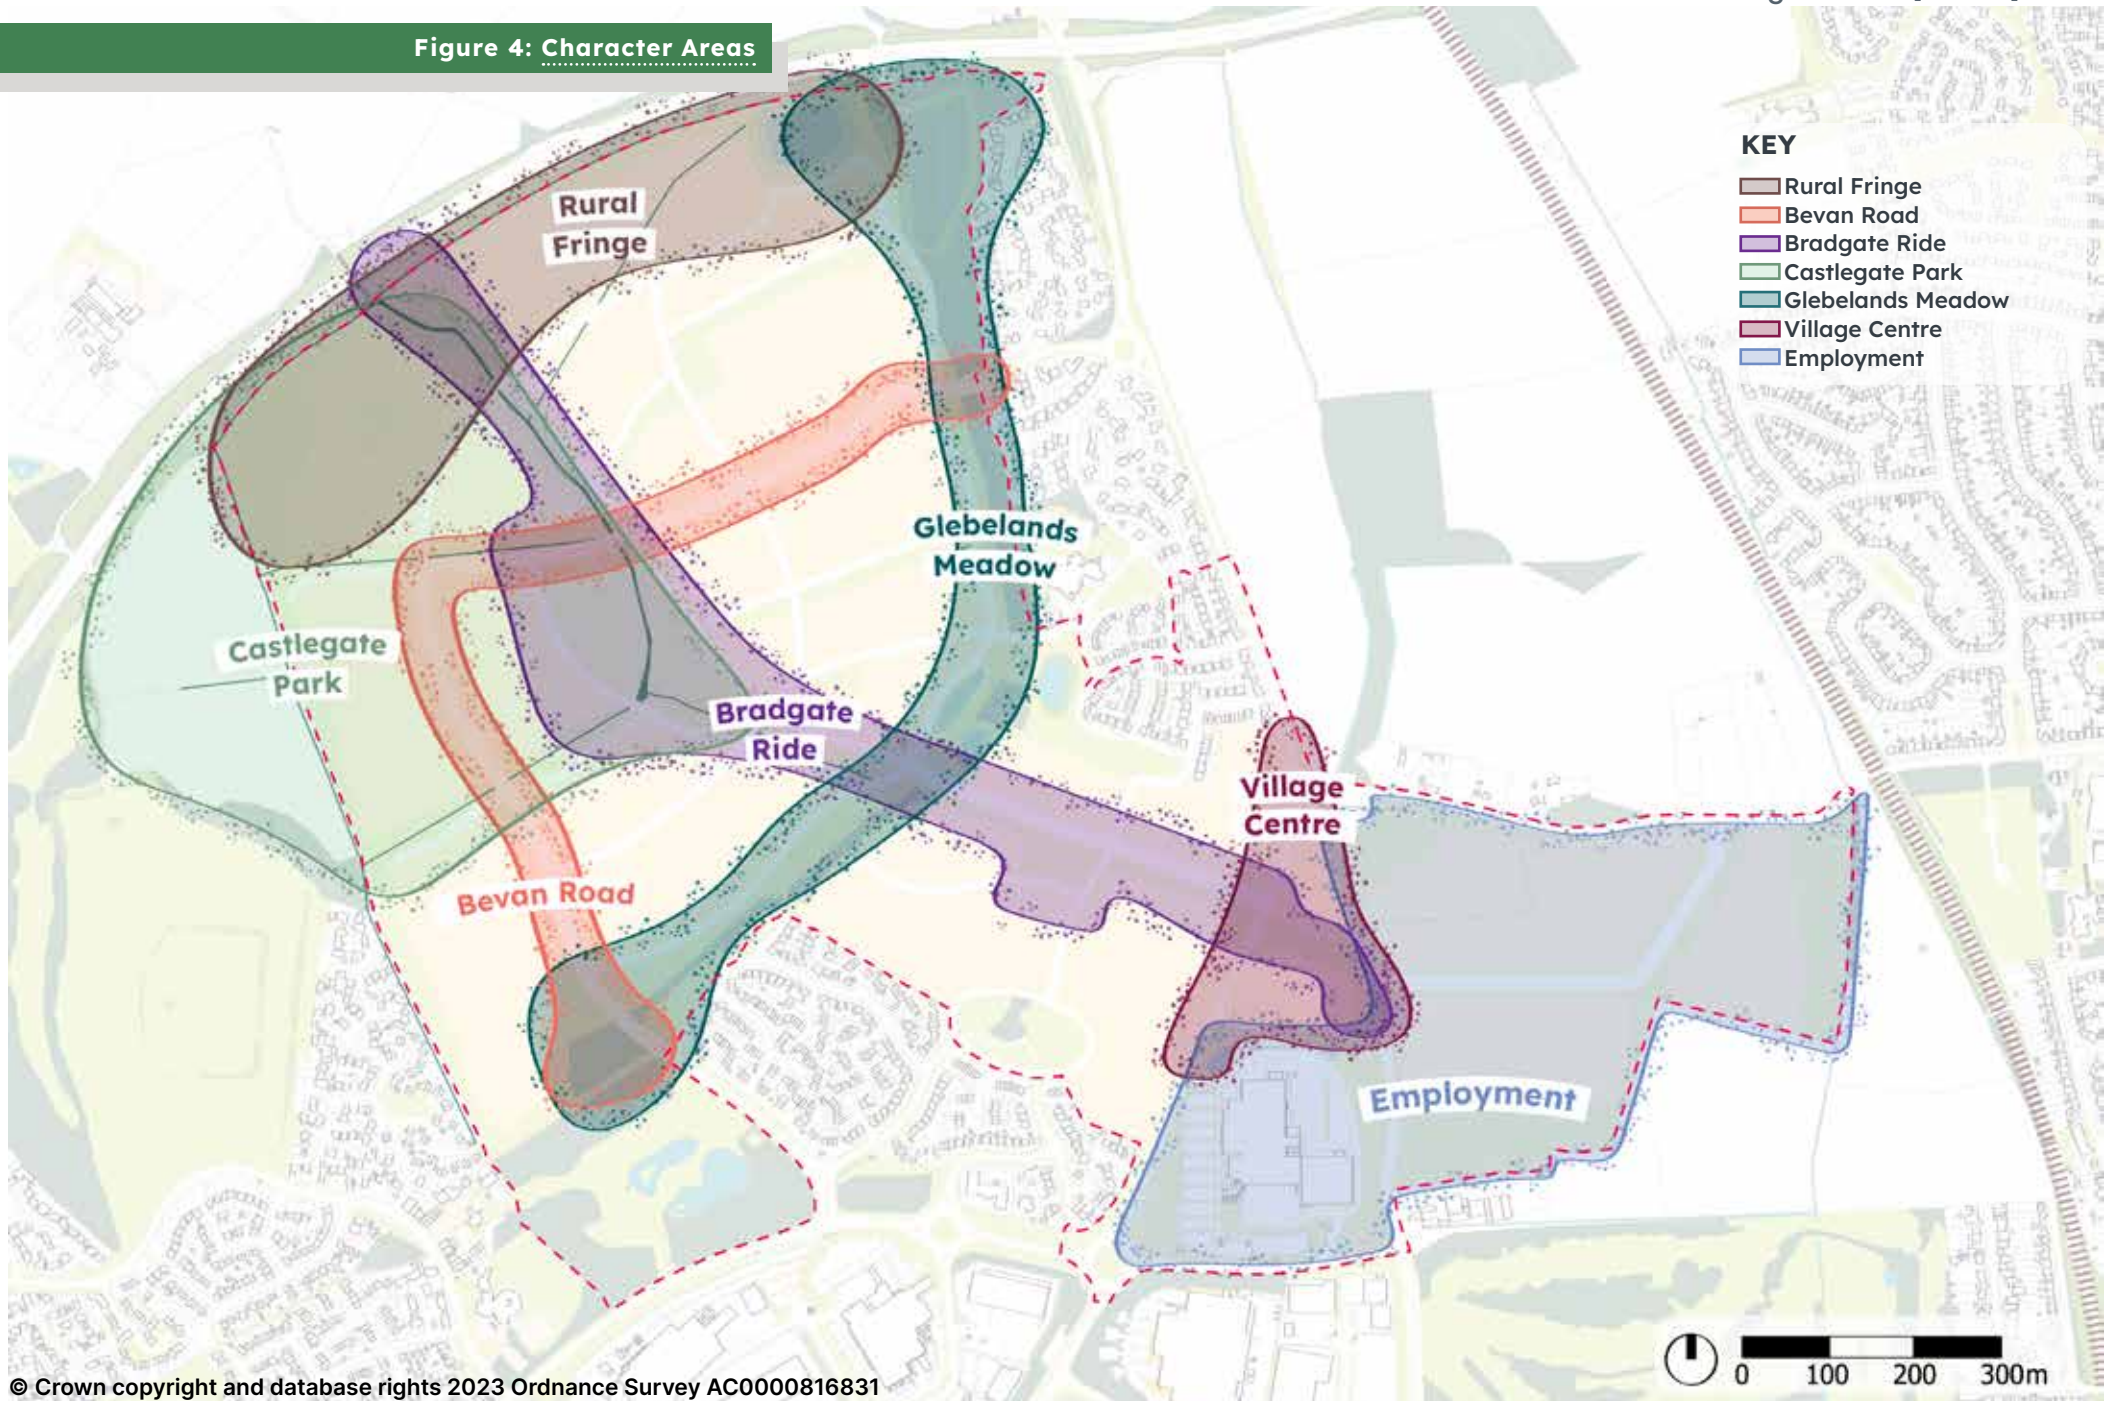 Figure 4: Character Areas
KEY
Rural Fringe
Bevan Road
Bradgate Ride
Castlegate Park
Glebelands Meadow
Village Centre
Employment
Rural
Fringe
Glebelands
Meadow
Castlegate
Park
Bradgate
Ride
Village
Centre
Bevan Road
Employment
0 100 200 300m
© Crown copyright and database rights 2023 Ordnance Survey AC0000816831